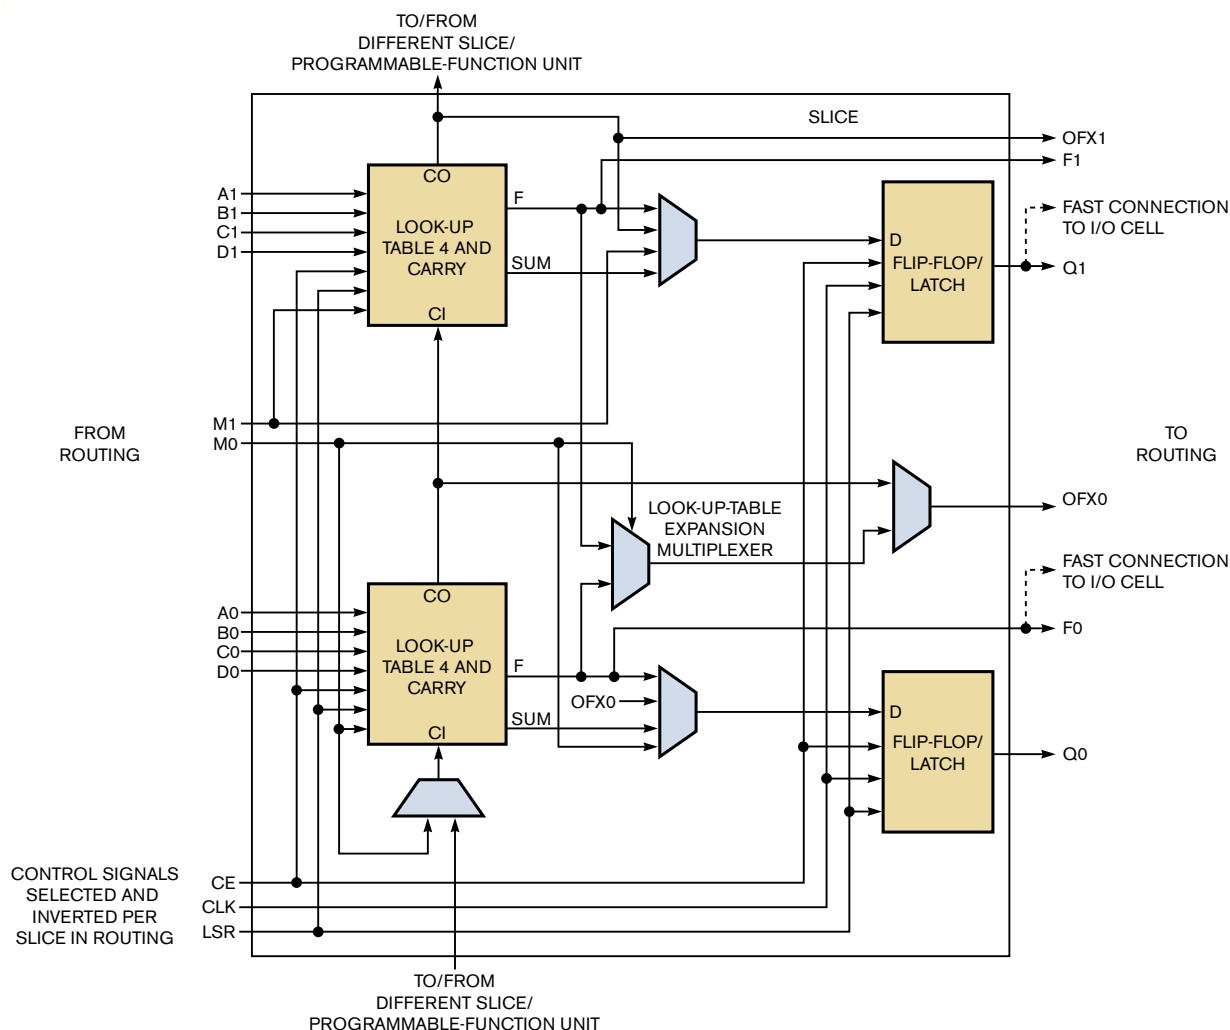 TO/FROM
DIFFERENT SLICE/
PROGRAMMABLE-FUNCTION UNIT
SLICE
OFX1
F1
CO
A1
B1
C1
D1
LOOK-UP
TABLE 4 AND
CARRY
F
SUM
CI
D
FLIP-FLOP/
LATCH
FAST CONNECTION
TO I/O CELL
Q1
M1
M0
FROM
ROUTING
TO
ROUTING
LOOK-UP-TABLE
EXPANSION
MULTIPLEXER
OFX0
FAST CONNECTION
TO I/O CELL
F0
CO
A0
B0
C0
D0
LOOK-UP
TABLE 4 AND
CARRY
F
OFX0
SUM
CI
D
FLIP-FLOP/
LATCH
Q0
CONTROL SIGNALS
SELECTED AND
INVERTED PER
SLICE IN ROUTING
CE
CLK
LSR
TO/FROM
DIFFERENT SLICE/
PROGRAMMABLE-FUNCTION UNIT